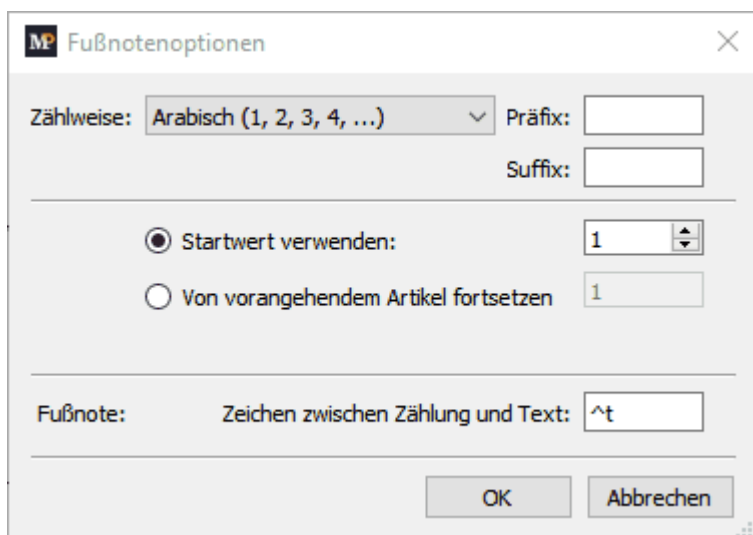 MP Fußnotenoptionen
Zählweise: Arabisch (1, 2, 3, 4, ...) Präfix:
Suffix:
Startwert verwenden: 1
Von vorangehendem Artikel fortsetzen 1
Fußnote: Zeichen zwischen Zählung und Text: ^t
OK Abbrechen